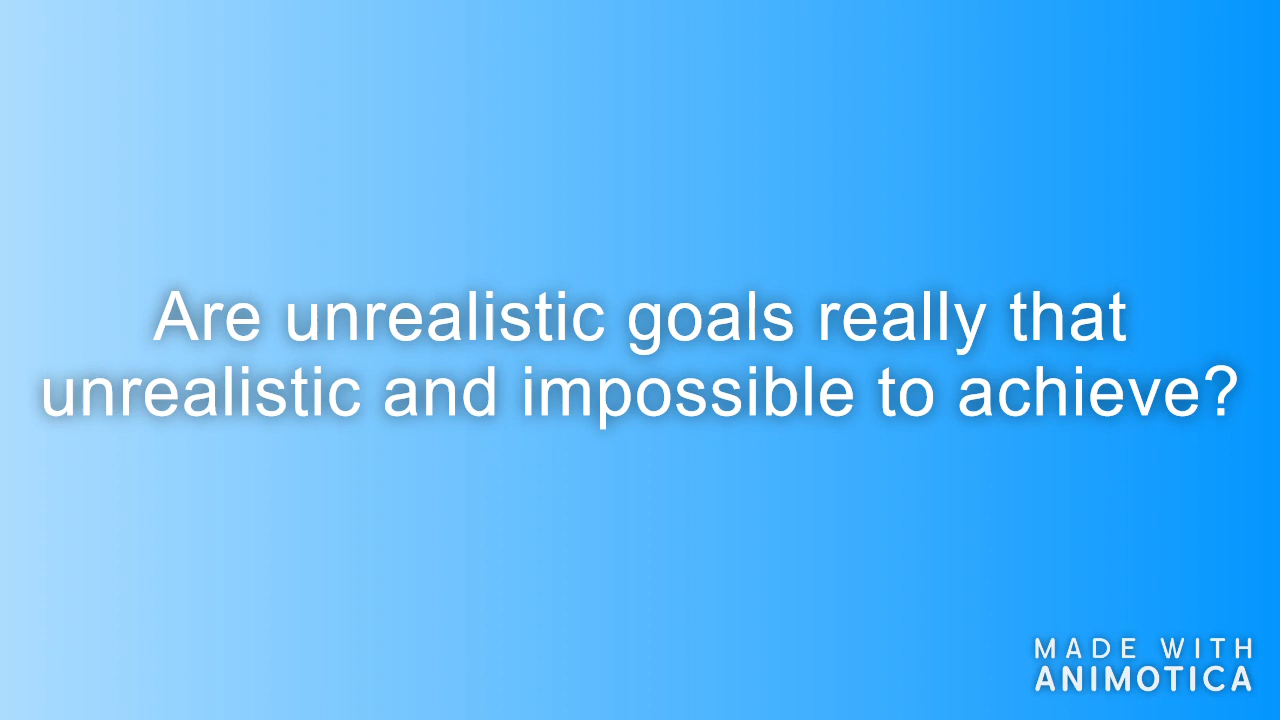 Are unrealistic goals really that
unrealistic and impossible to achieve?
MADE WITH
ANIMOTICA